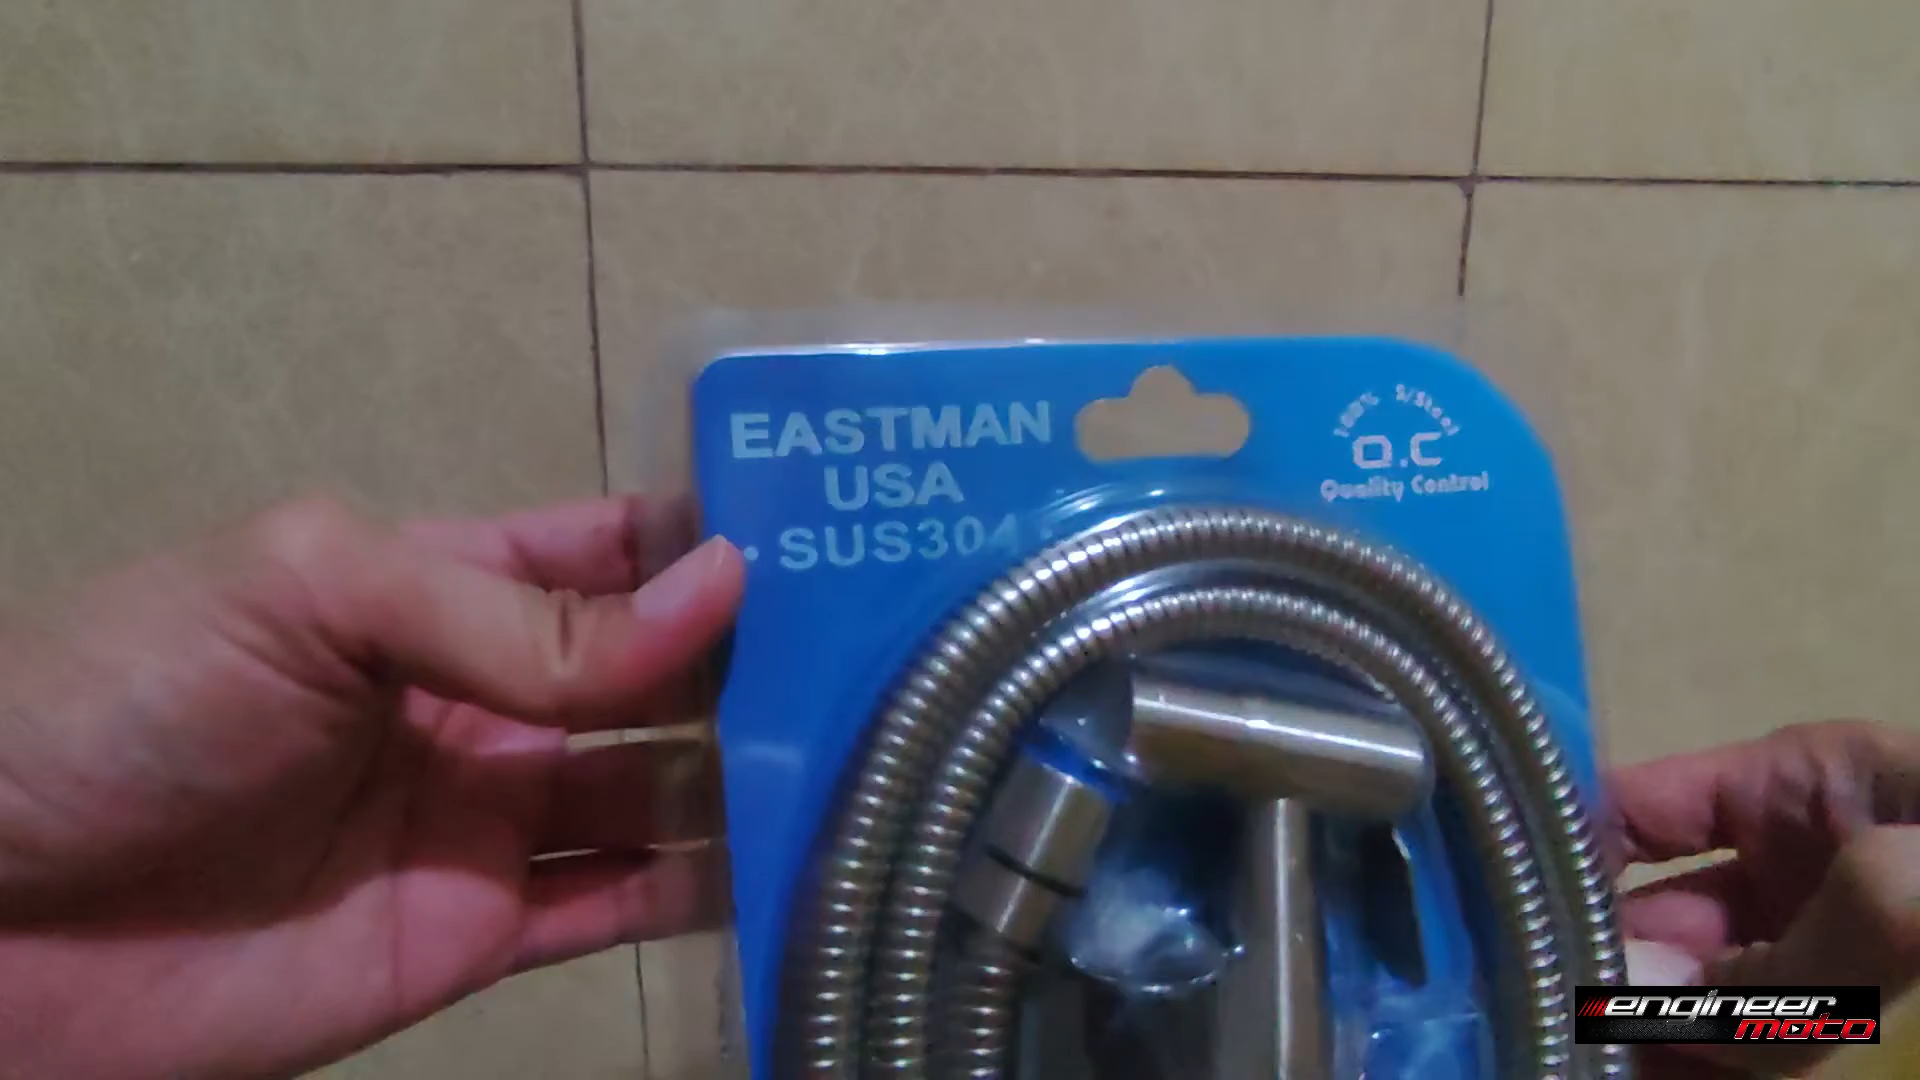 EASTMAN
USA
• SUS304 •
100% S/Steel
Q.C
Quality Control
engineer
moto